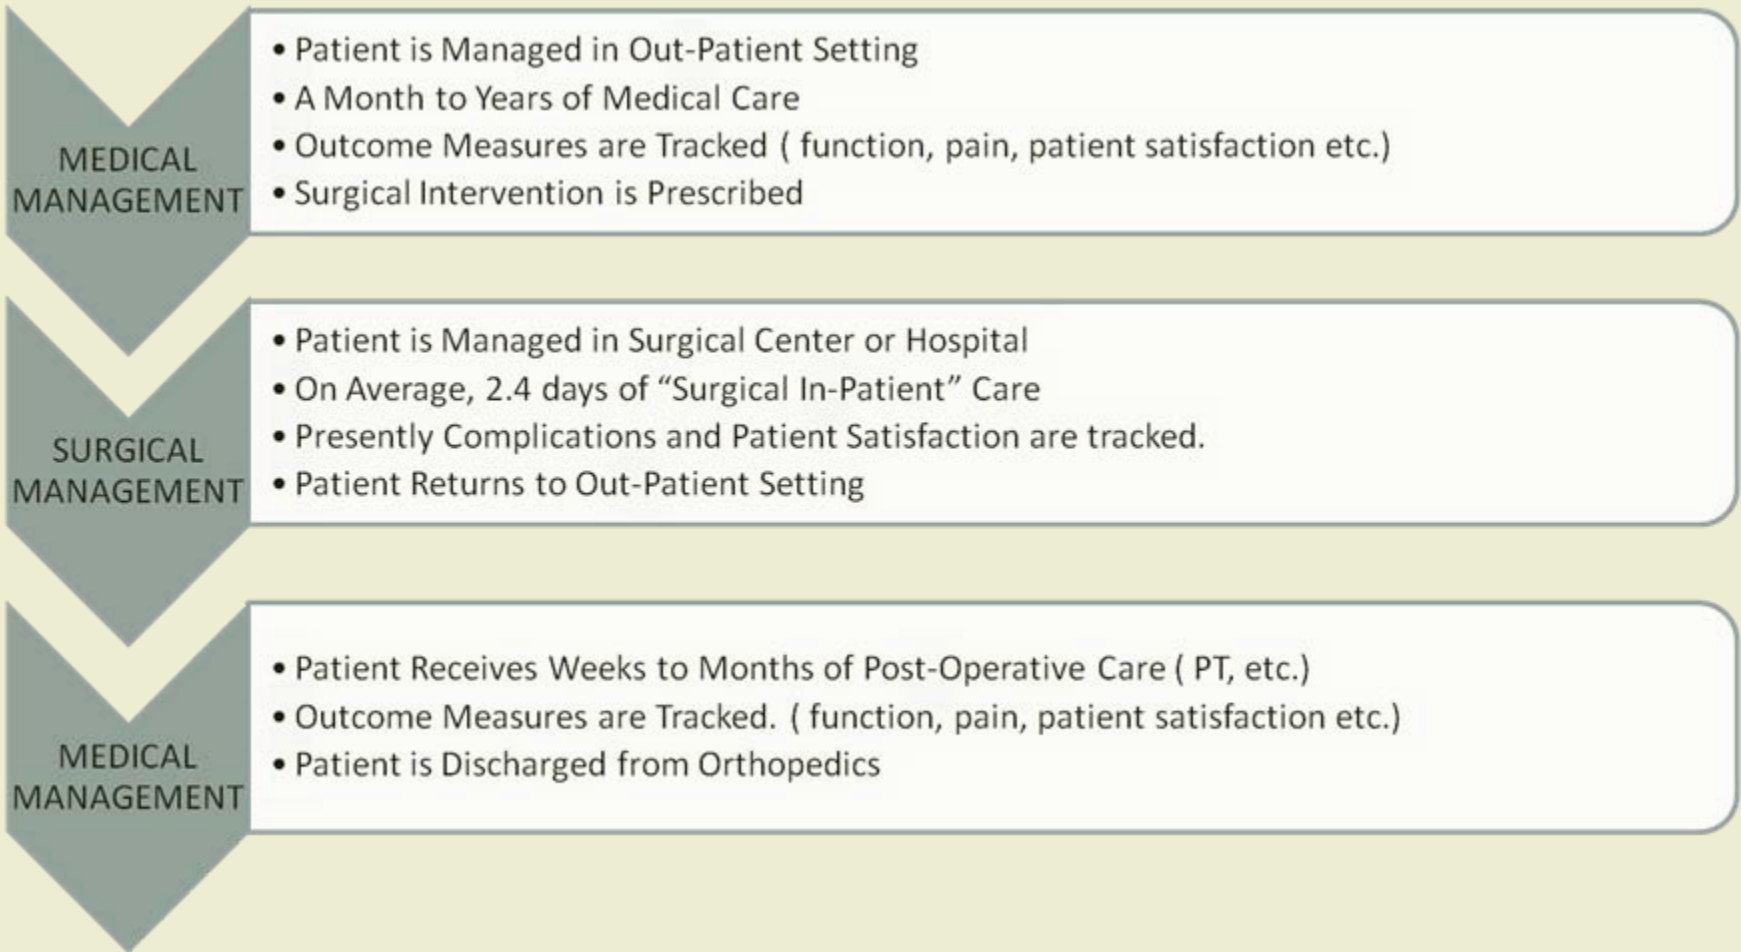 MEDICAL
MANAGEMENT
• Patient is Managed in Out-Patient Setting
• A Month to Years of Medical Care
• Outcome Measures are Tracked ( function, pain, patient satisfaction etc.)
• Surgical Intervention is Prescribed
SURGICAL
MANAGEMENT
• Patient is Managed in Surgical Center or Hospital
• On Average, 2.4 days of “Surgical In-Patient” Care
• Presently Complications and Patient Satisfaction are tracked.
• Patient Returns to Out-Patient Setting
MEDICAL
MANAGEMENT
• Patient Receives Weeks to Months of Post-Operative Care ( PT, etc.)
• Outcome Measures are Tracked. ( function, pain, patient satisfaction etc.)
• Patient is Discharged from Orthopedics